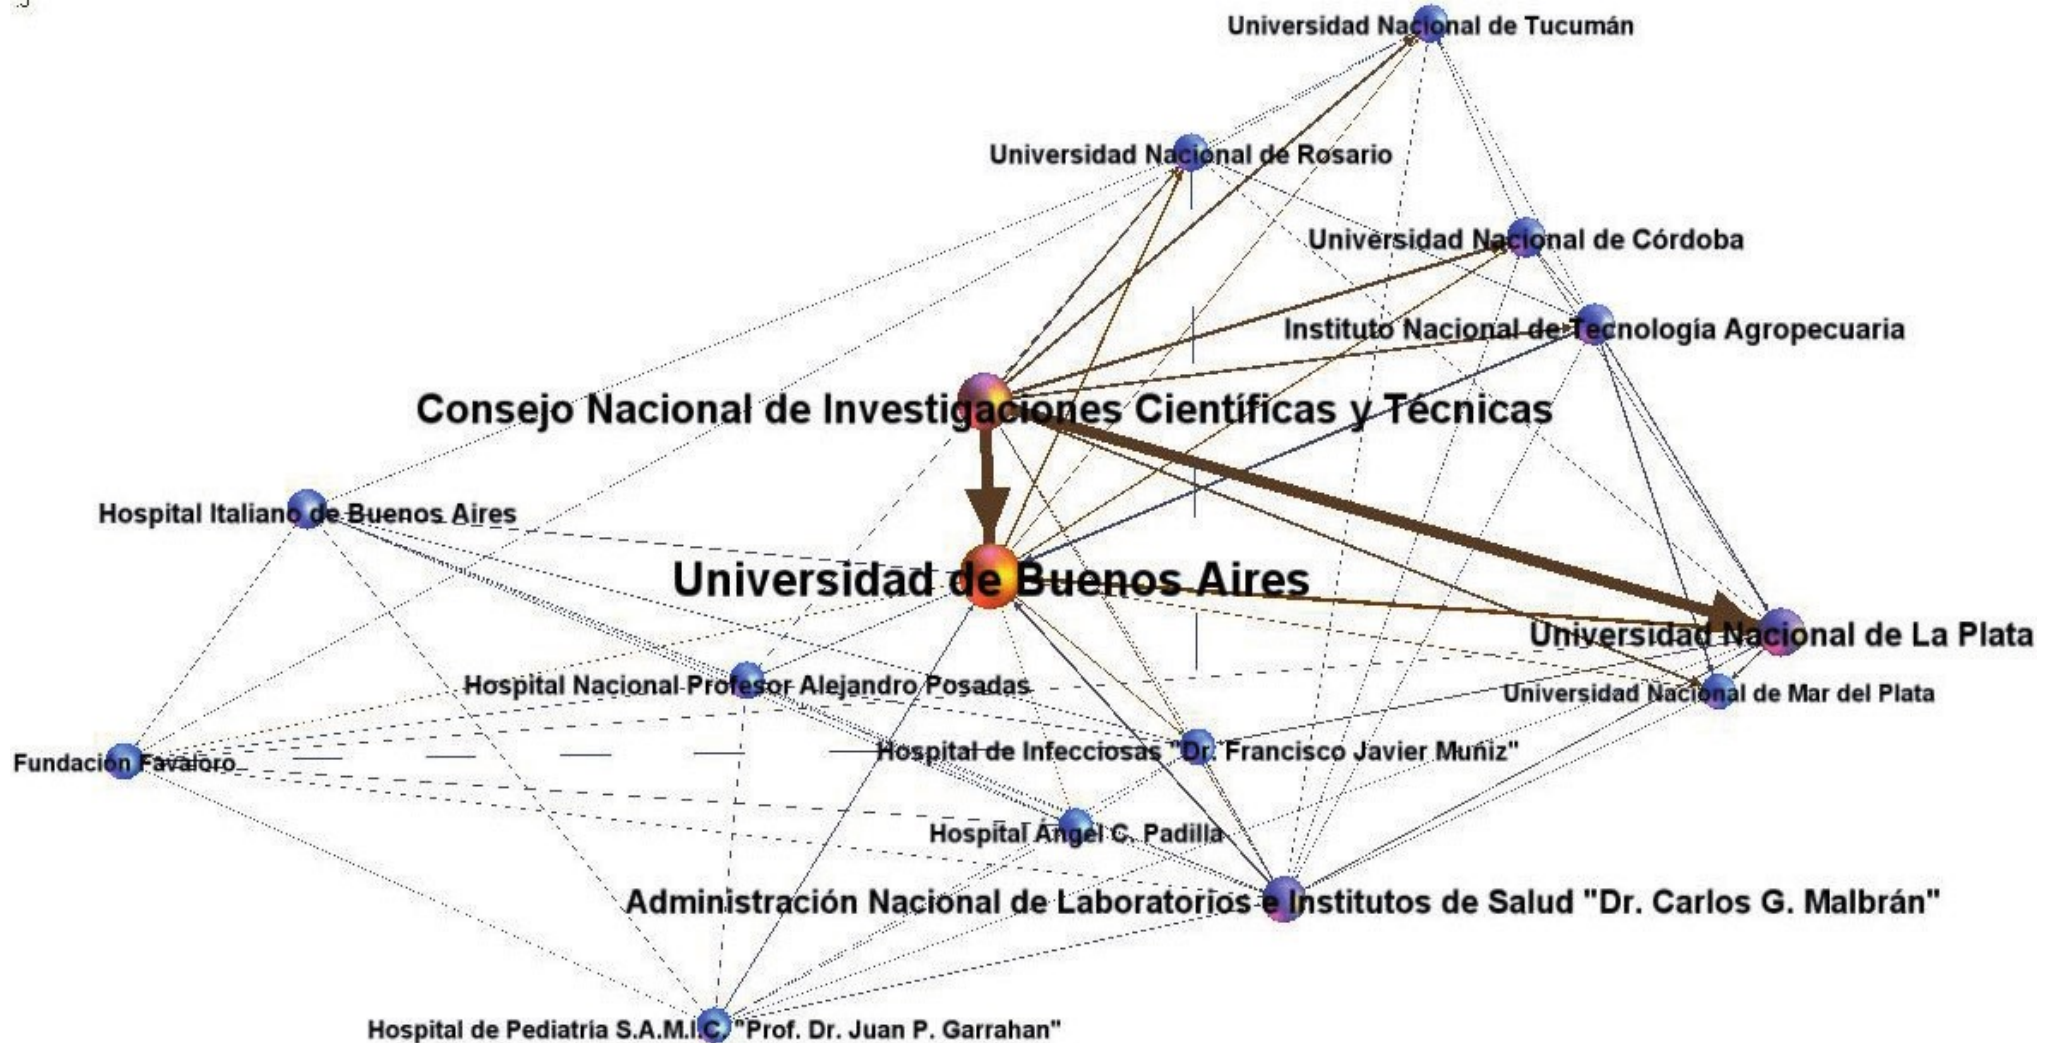 Universidad Nacional de Tucumán
Universidad Nacional de Rosario
Universidad Nacional de Córdoba
Instituto Nacional de Tecnología Agropecuaria
Consejo Nacional de Investigaciones Científicas y Técnicas
Hospital Italiano de Buenos Aires
Universidad de Buenos Aires
Universidad Nacional de La Plata
Hospital Nacional Profesor Alejandro Posadas
Universidad Nacional de Mar del Plata
Hospital de Infecciosas "Dr. Francisco Javier Muñiz"
Fundación Favaloro
Hospital Ángel C. Padilla
Administración Nacional de Laboratorios e Institutos de Salud "Dr. Carlos G. Malbrán"
Hospital de Pediatría S.A.M.I.C. "Prof. Dr. Juan P. Garrahan"